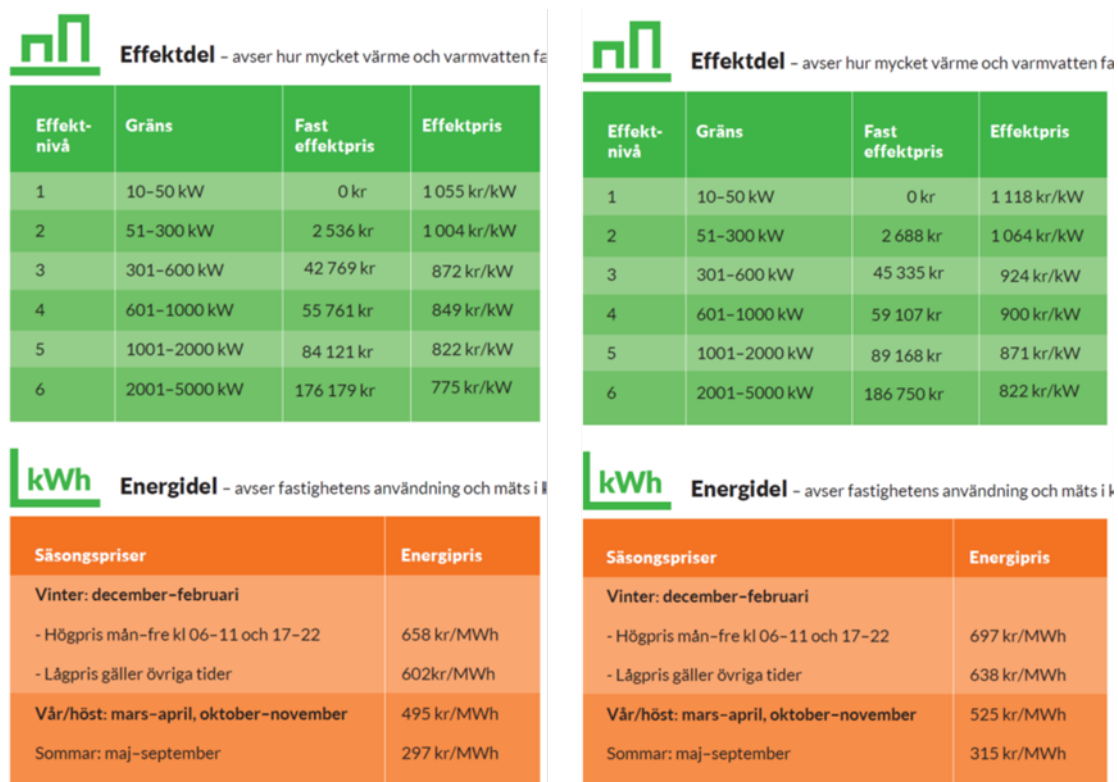 Effektdel – avser hur mycket värme och varmvatten fa
Effekt-
nivå
Gräns
Fast
effektpris
Effektpris
1 10–50 kW 0 kr 1 055 kr/kW
2 51–300 kW 2 536 kr 1 004 kr/kW
3 301–600 kW 42 769 kr 872 kr/kW
4 601–1000 kW 55 761 kr 849 kr/kW
5 1001–2000 kW 84 121 kr 822 kr/kW
6 2001–5000 kW 176 179 kr 775 kr/kW
kWh
Energidel – avser fastighetens användning och mäts i
Säsongspriser Energipris
Vinter: december–februari
- Högpris mån–fre kl 06–11 och 17–22 658 kr/MWh
- Lågpris gäller övriga tider 602kr/MWh
Vår/höst: mars–april, oktober–november 495 kr/MWh
Sommar: maj–september 297 kr/MWh
Effektdel – avser hur mycket värme och varmvatten fa
Effekt-
nivå
Gräns
Fast
effektpris
Effektpris
1 10–50 kW 0 kr 1 118 kr/kW
2 51–300 kW 2 688 kr 1 064 kr/kW
3 301–600 kW 45 335 kr 924 kr/kW
4 601–1000 kW 59 107 kr 900 kr/kW
5 1001–2000 kW 89 168 kr 871 kr/kW
6 2001–5000 kW 186 750 kr 822 kr/kW
kWh
Energidel – avser fastighetens användning och mäts i k
Säsongspriser Energipris
Vinter: december–februari
- Högpris mån–fre kl 06–11 och 17–22 697 kr/MWh
- Lågpris gäller övriga tider 638 kr/MWh
Vår/höst: mars–april, oktober–november 525 kr/MWh
Sommar: maj–september 315 kr/MWh